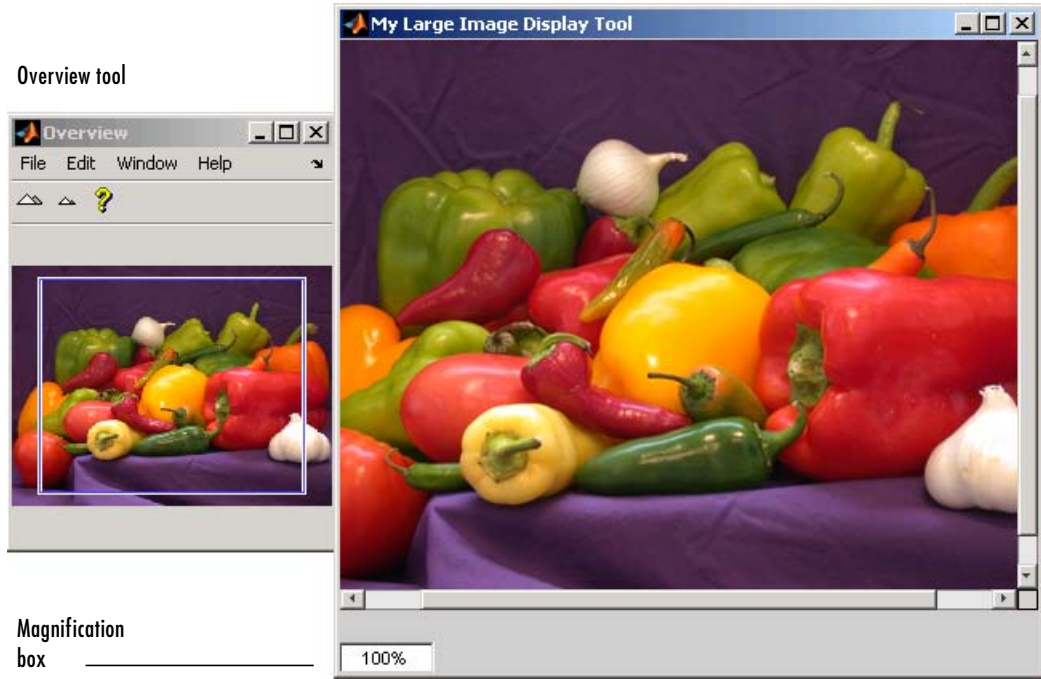 My Large Image Display Tool
Overview tool
Overview
File Edit Window Help
Magnification
box
100%